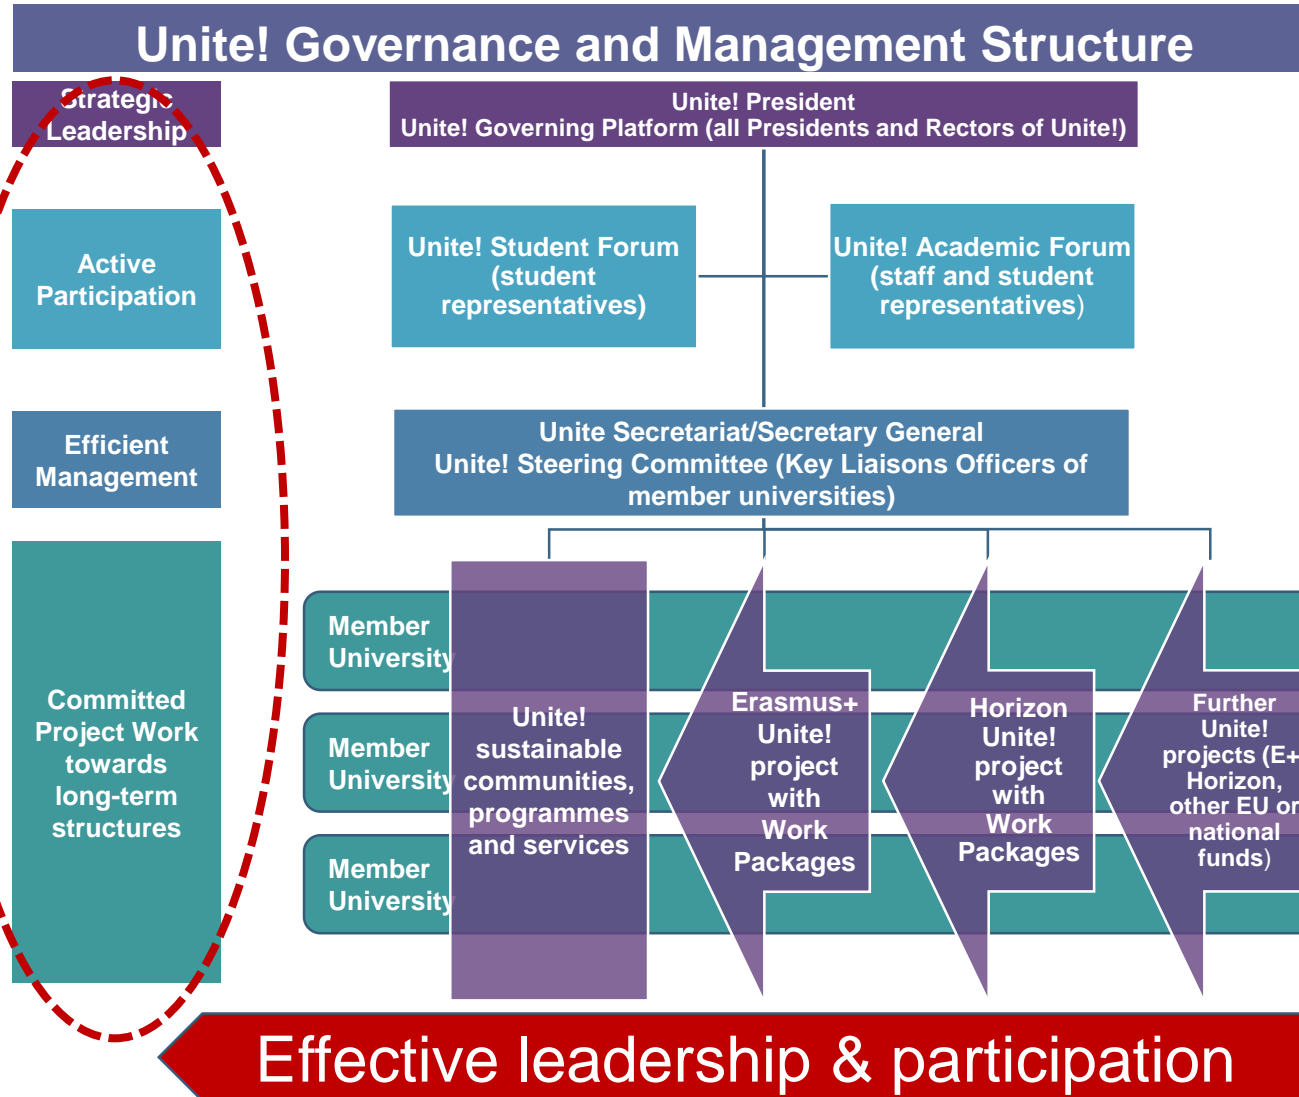 Unite! Governance and Management Structure
Strategic
Leadership
Unite! President
Unite! Governing Platform (all Presidents and Rectors of Unite!)
Active
Participation
Unite! Student Forum
(student
representatives)
Unite! Academic Forum
(staff and student
representatives)
Efficient
Management
Unite Secretariat/Secretary General
Unite! Steering Committee (Key Liaisons Officers of
member universities)
Committed
Project Work
towards
long-term
structures
Member
University
Member
University
Member
University
Unite!
sustainable
communities,
programmes
and services
Erasmus+
Unite!
project
with
Work
Packages
Horizon
Unite!
project
with
Work
Packages
Further
Unite!
projects (E+
Horizon,
other EU or
national
funds)
Effective leadership & participation